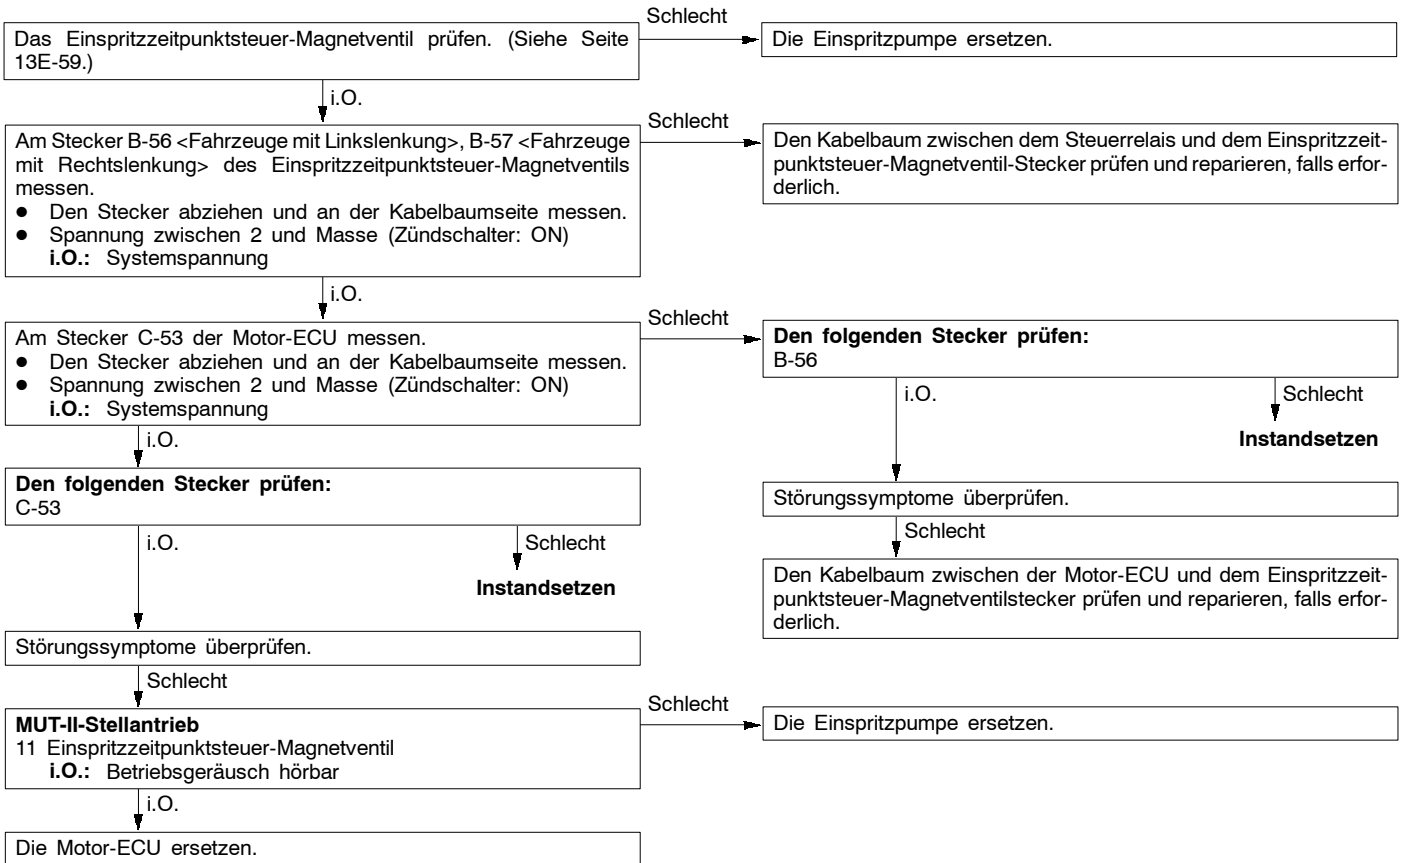 Schlecht
Das Einspritzzeitpunktsteuer-Magnetventil prüfen. (Siehe Seite
13E-59.)
Die Einspritzpumpe ersetzen.
i.O.
Am Stecker B-56 <Fahrzeuge mit Linkslenkung>, B-57 <Fahrzeuge
mit Rechtslenkung> des Einspritzzeitpunktsteuer-Magnetventils
messen.
● Den Stecker abziehen und an der Kabelbaumseite messen.
● Spannung zwischen 2 und Masse (Zündschalter: ON)
i.O.: Systemspannung
Schlecht
Den Kabelbaum zwischen dem Steuerrelais und dem Einspritzzeit-
punktsteuer-Magnetventil-Stecker prüfen und reparieren, falls erfor-
derlich.
i.O.
Am Stecker C-53 der Motor-ECU messen.
● Den Stecker abziehen und an der Kabelbaumseite messen.
● Spannung zwischen 2 und Masse (Zündschalter: ON)
i.O.: Systemspannung
Schlecht
Den folgenden Stecker prüfen:
B-56
i.O.
Schlecht
Instandsetzen
Störungssymptome überprüfen.
Schlecht
Den Kabelbaum zwischen der Motor-ECU und dem Einspritzzeit-
punktsteuer-Magnetventilstecker prüfen und reparieren, falls erfor-
derlich.
i.O.
Den folgenden Stecker prüfen:
C-53
i.O.
Schlecht
Instandsetzen
Störungssymptome überprüfen.
Schlecht
MUT-II-Stellantrieb
11 Einspritzzeitpunktsteuer-Magnetventil
i.O.: Betriebsgeräusch hörbar
Schlecht
Die Einspritzpumpe ersetzen.
i.O.
Die Motor-ECU ersetzen.